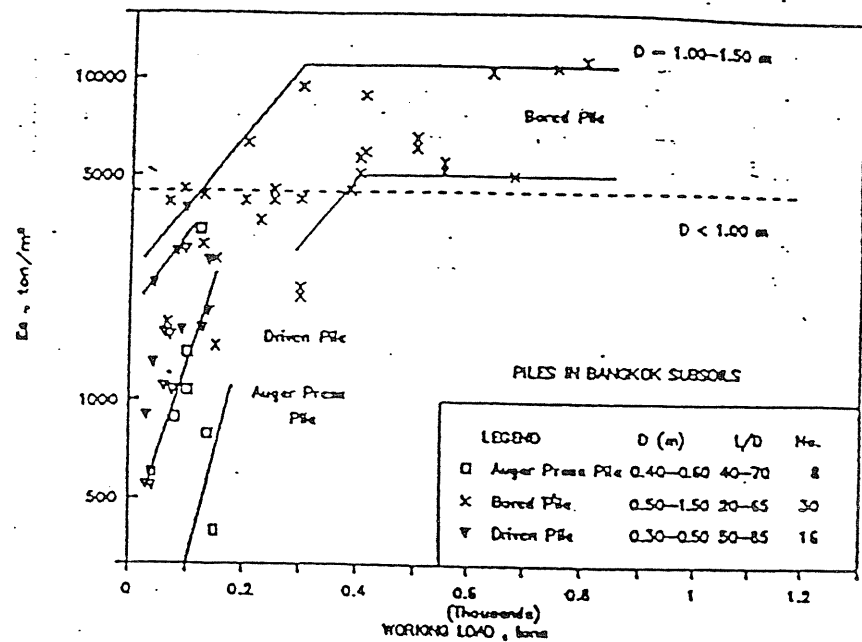 D = 1.00-1.50 m
10000
Bored Pile
5000
D < 1.00 m
Es, ton/m²
Driven Pile
PILES IN BANGKOK SUBSOILS
Auger Press
Pile
1000
500
LEGEND D (m) L/D No.
Auger Press Pile 0.40-0.60 40-70 8
Bored Pile 0.50-1.50 20-65 30
Driven Pile 0.30-0.50 50-85 16
0 0.2 0.4 0.6 0.8 1 1.2
(Thousands)
WORKING LOAD, tons